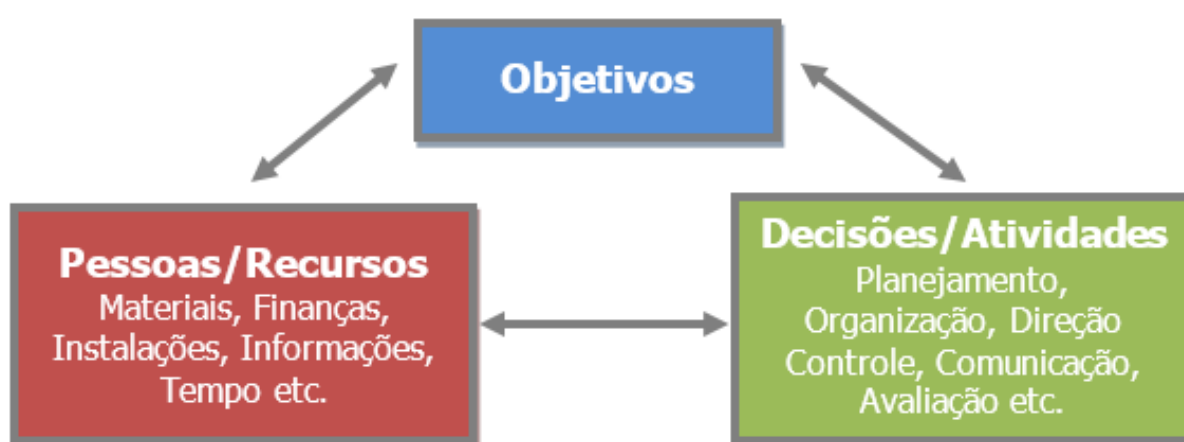 Objetivos
Pessoas/Recursos
Materiais, Finanças,
Instalações, Informações,
Tempo etc.
Decisões/Atividades
Planejamento,
Organização, Direção
Controle, Comunicação,
Avaliação etc.